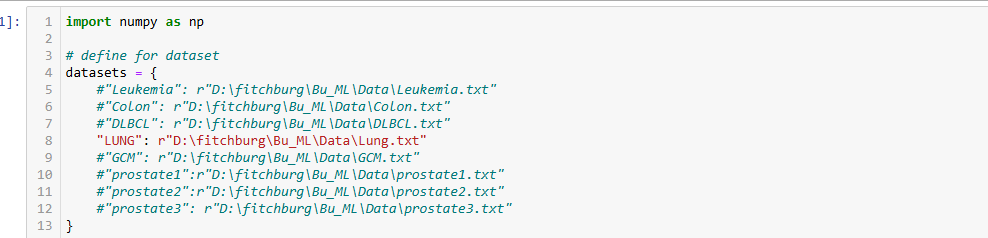 1]:
1 import numpy as np
2
3 # define for dataset
4 datasets = {
5 #"Leukemia": r"D:\fitchburg\Bu_ML\Data\Leukemia.txt"
6 #"Colon": r"D:\fitchburg\Bu_ML\Data\Colon.txt"
7 #"DLBCL": r"D:\fitchburg\Bu_ML\Data\DLBCL.txt"
8 "LUNG": r"D:\fitchburg\Bu_ML\Data\Lung.txt"
9 #"GCM": r"D:\fitchburg\Bu_ML\Data\GCM.txt"
10 #"prostate1":r"D:\fitchburg\Bu_ML\Data\prostate1.txt"
11 #"prostate2":r"D:\fitchburg\Bu_ML\Data\prostate2.txt"
12 #"prostate3": r"D:\fitchburg\Bu_ML\Data\prostate3.txt"
13 }